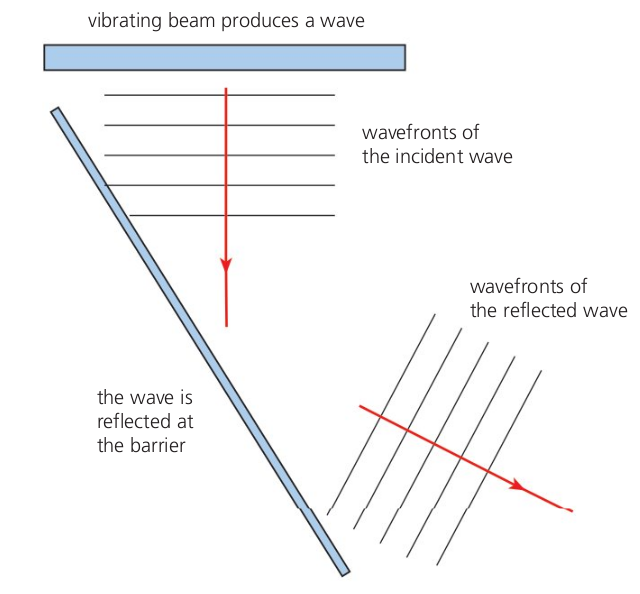 vibrating beam produces a wave
wavefronts of
the incident wave
wavefronts of
the reflected wave
the wave is
reflected at
the barrier